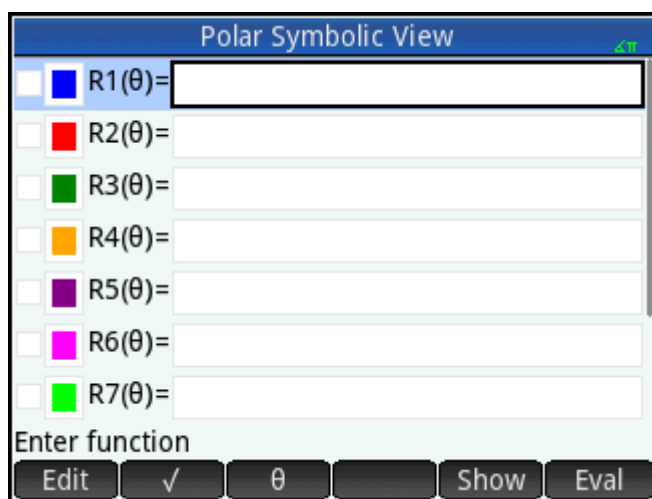 Polar Symbolic View
∡π
R1(θ)=
R2(θ)=
R3(θ)=
R4(θ)=
R5(θ)=
R6(θ)=
R7(θ)=
Enter function
Edit √ θ Show Eval